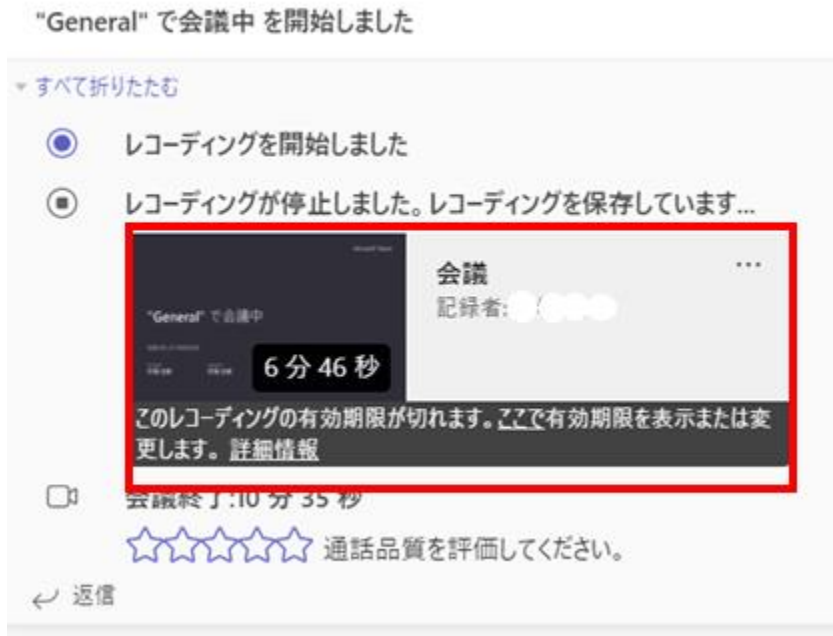 "General" で会議中 を開始しました
すべて折りたたむ
レコーディングを開始しました
レコーディングが停止しました。レコーディングを保存しています...
会議
記録者:
"General" で会議中
6 分 46 秒
このレコーディングの有効期限が切れます。ここで有効期限を表示または変
更します。詳細情報
会議終了:10 分 35 秒
通話品質を評価してください。
返信